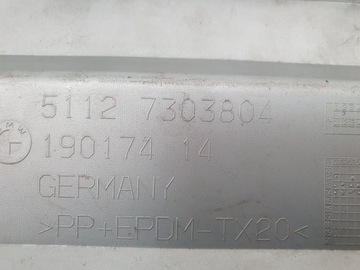 5112 7303804
190174 14
GERMANY
>PP+EPDM-TX20<